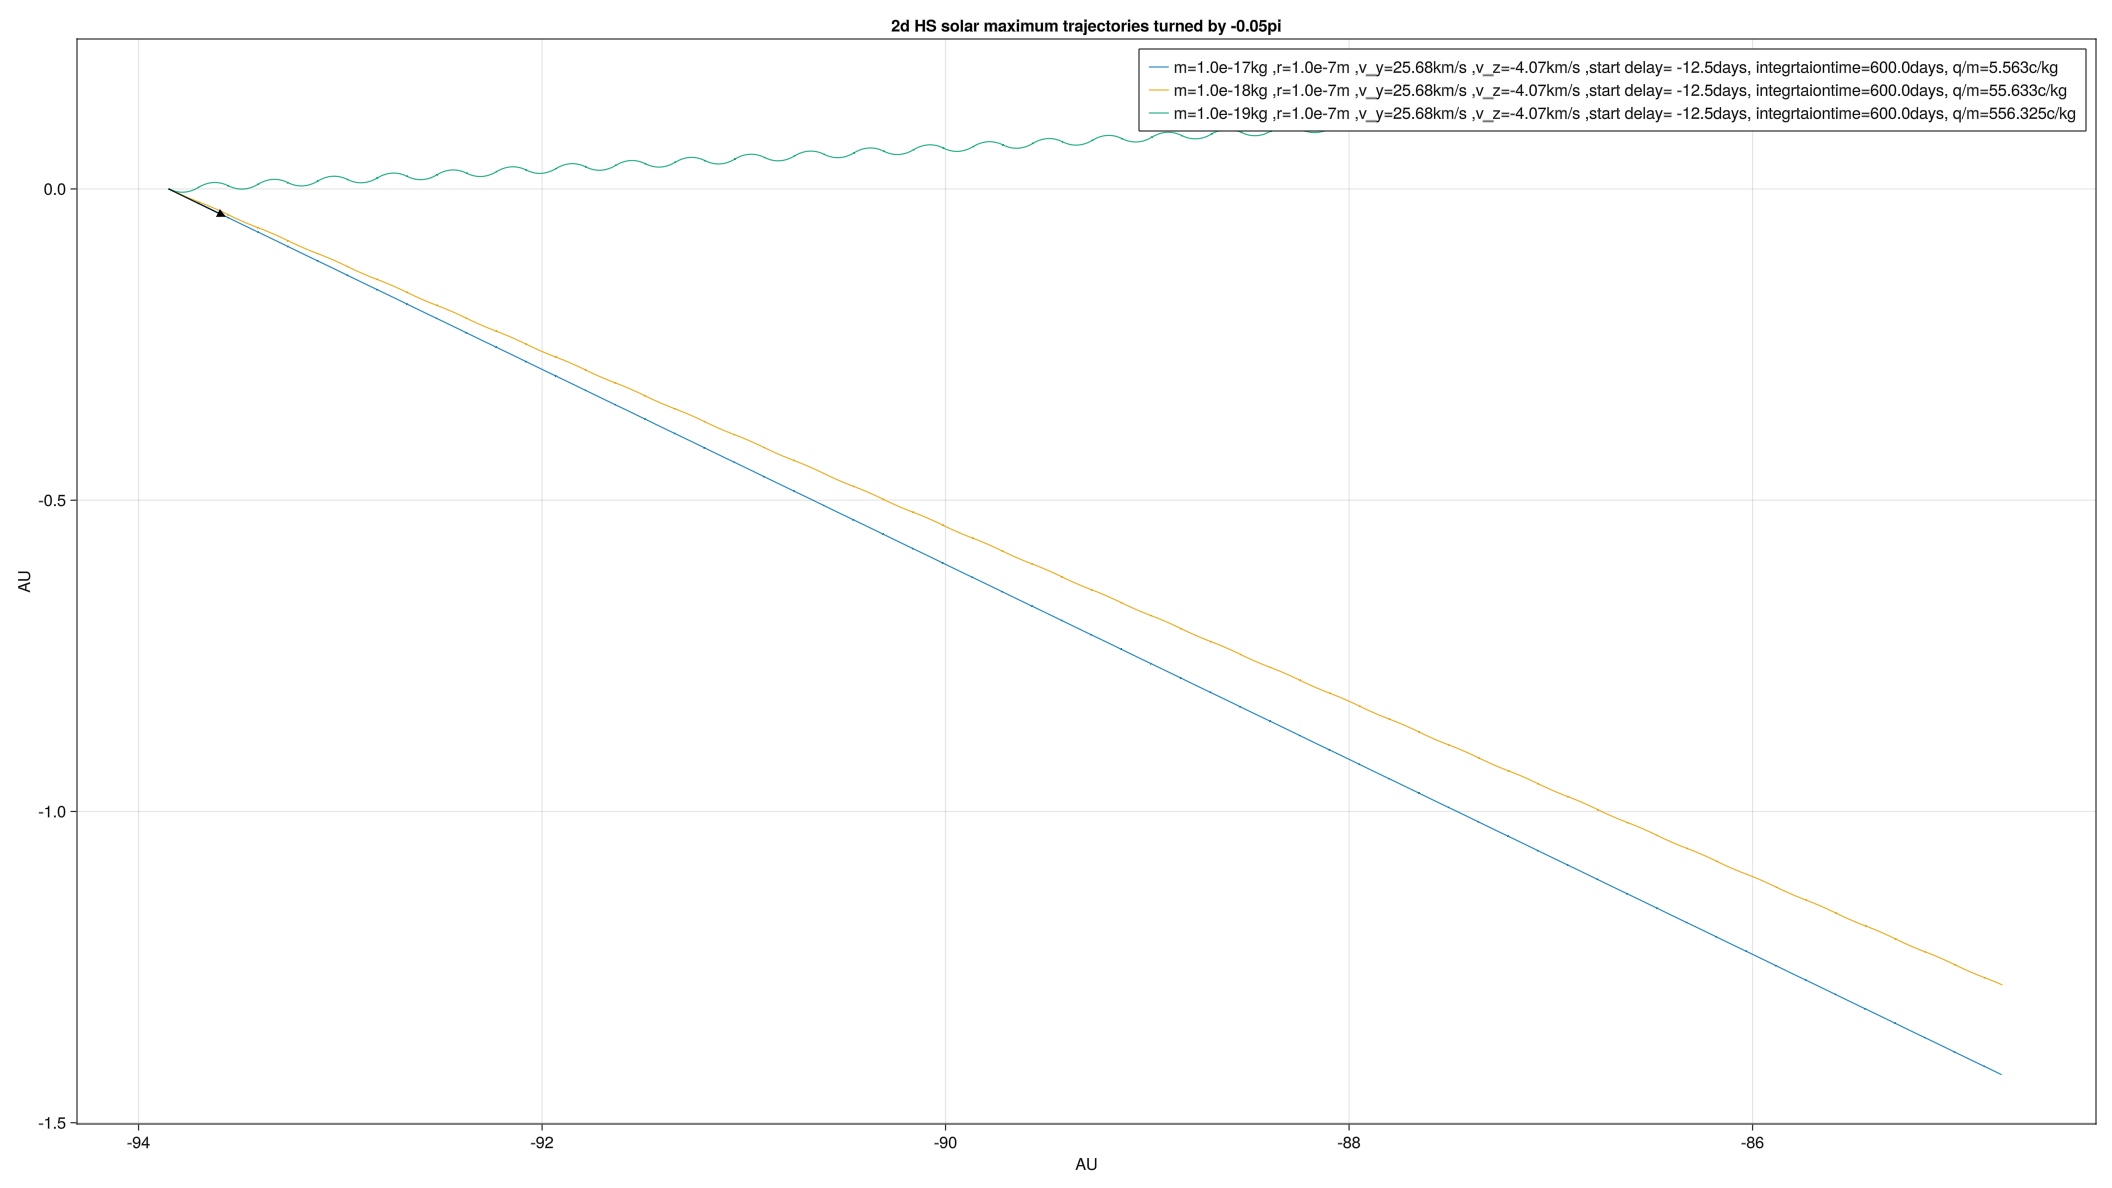 2d HS solar maximum trajectories turned by -0.05pi
m=1.0e-17kg ,r=1.0e-7m ,v_y=25.68km/s ,v_z=-4.07km/s ,start delay= -12.5days, integrtaiontime=600.0days, q/m=5.563c/kg
m=1.0e-18kg ,r=1.0e-7m ,v_y=25.68km/s ,v_z=-4.07km/s ,start delay= -12.5days, integrtaiontime=600.0days, q/m=55.633c/kg
m=1.0e-19kg ,r=1.0e-7m ,v_y=25.68km/s ,v_z=-4.07km/s ,start delay= -12.5days, integrtaiontime=600.0days, q/m=556.325c/kg
0.0
-0.5
-1.0
-1.5
AU
-94
-92
-90
-88
-86
AU